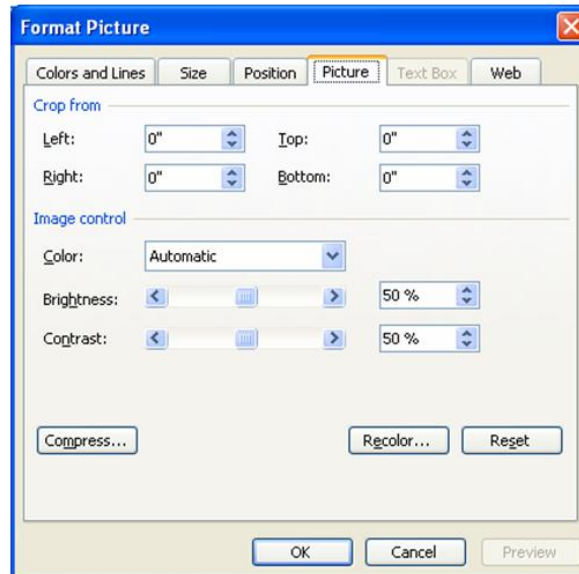 Format Picture
Colors and Lines Size Position Picture Text Box Web
Crop from
Left: 0" Top: 0"
Right: 0" Bottom: 0"
Image control
Color: Automatic
Brightness: 50 %
Contrast: 50 %
Compress... Recolor... Reset
OK Cancel Preview